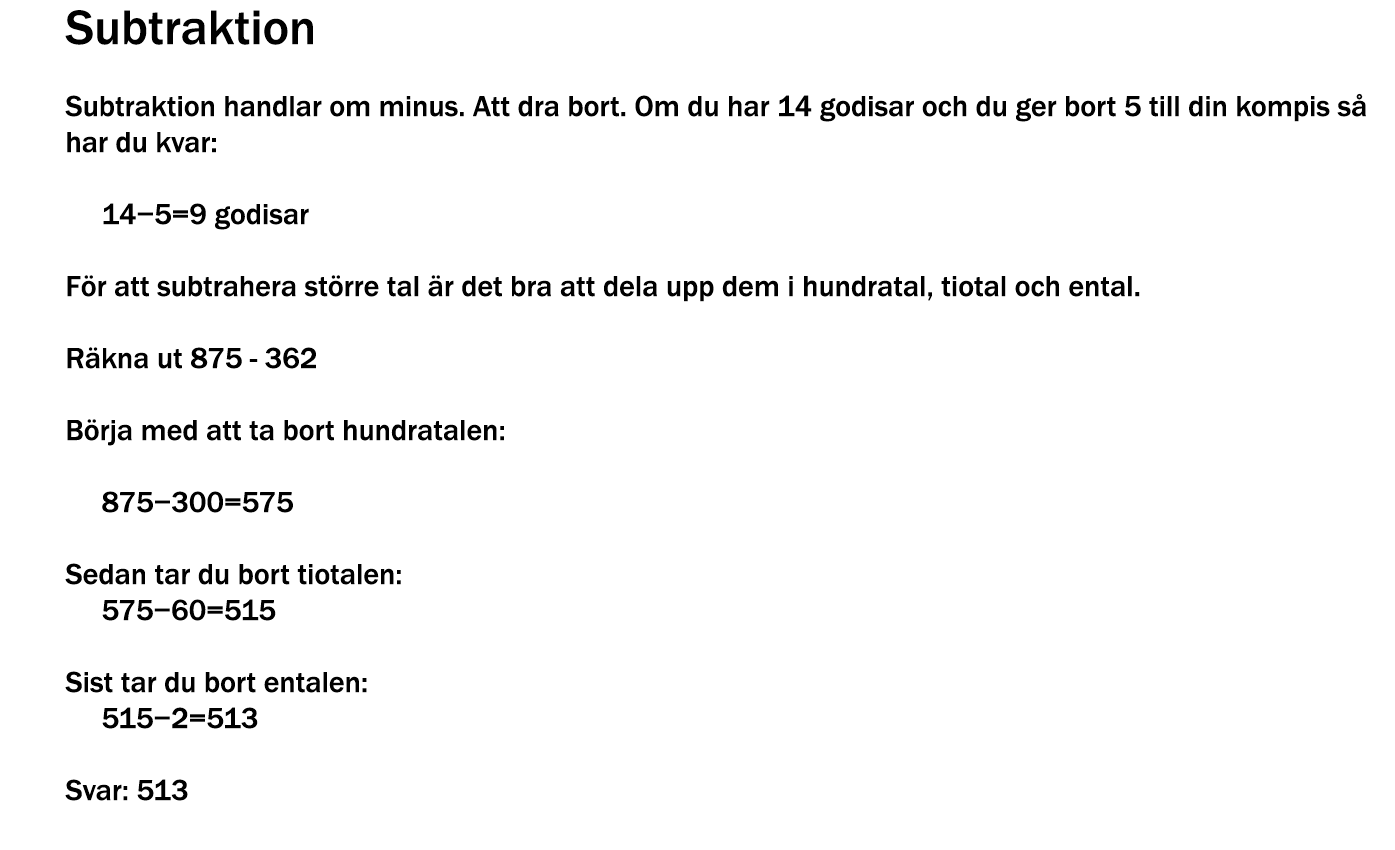 Subtraktion
Subtraktion handlar om minus. Att dra bort. Om du har 14 godisar och du ger bort 5 till din kompis så
har du kvar:
14−5=9 godisar
För att subtrahera större tal är det bra att dela upp dem i hundratal, tiotal och ental.
Räkna ut 875 - 362
Börja med att ta bort hundratalen:
875−300=575
Sedan tar du bort tiotalen:
575−60=515
Sist tar du bort entalen:
515−2=513
Svar: 513